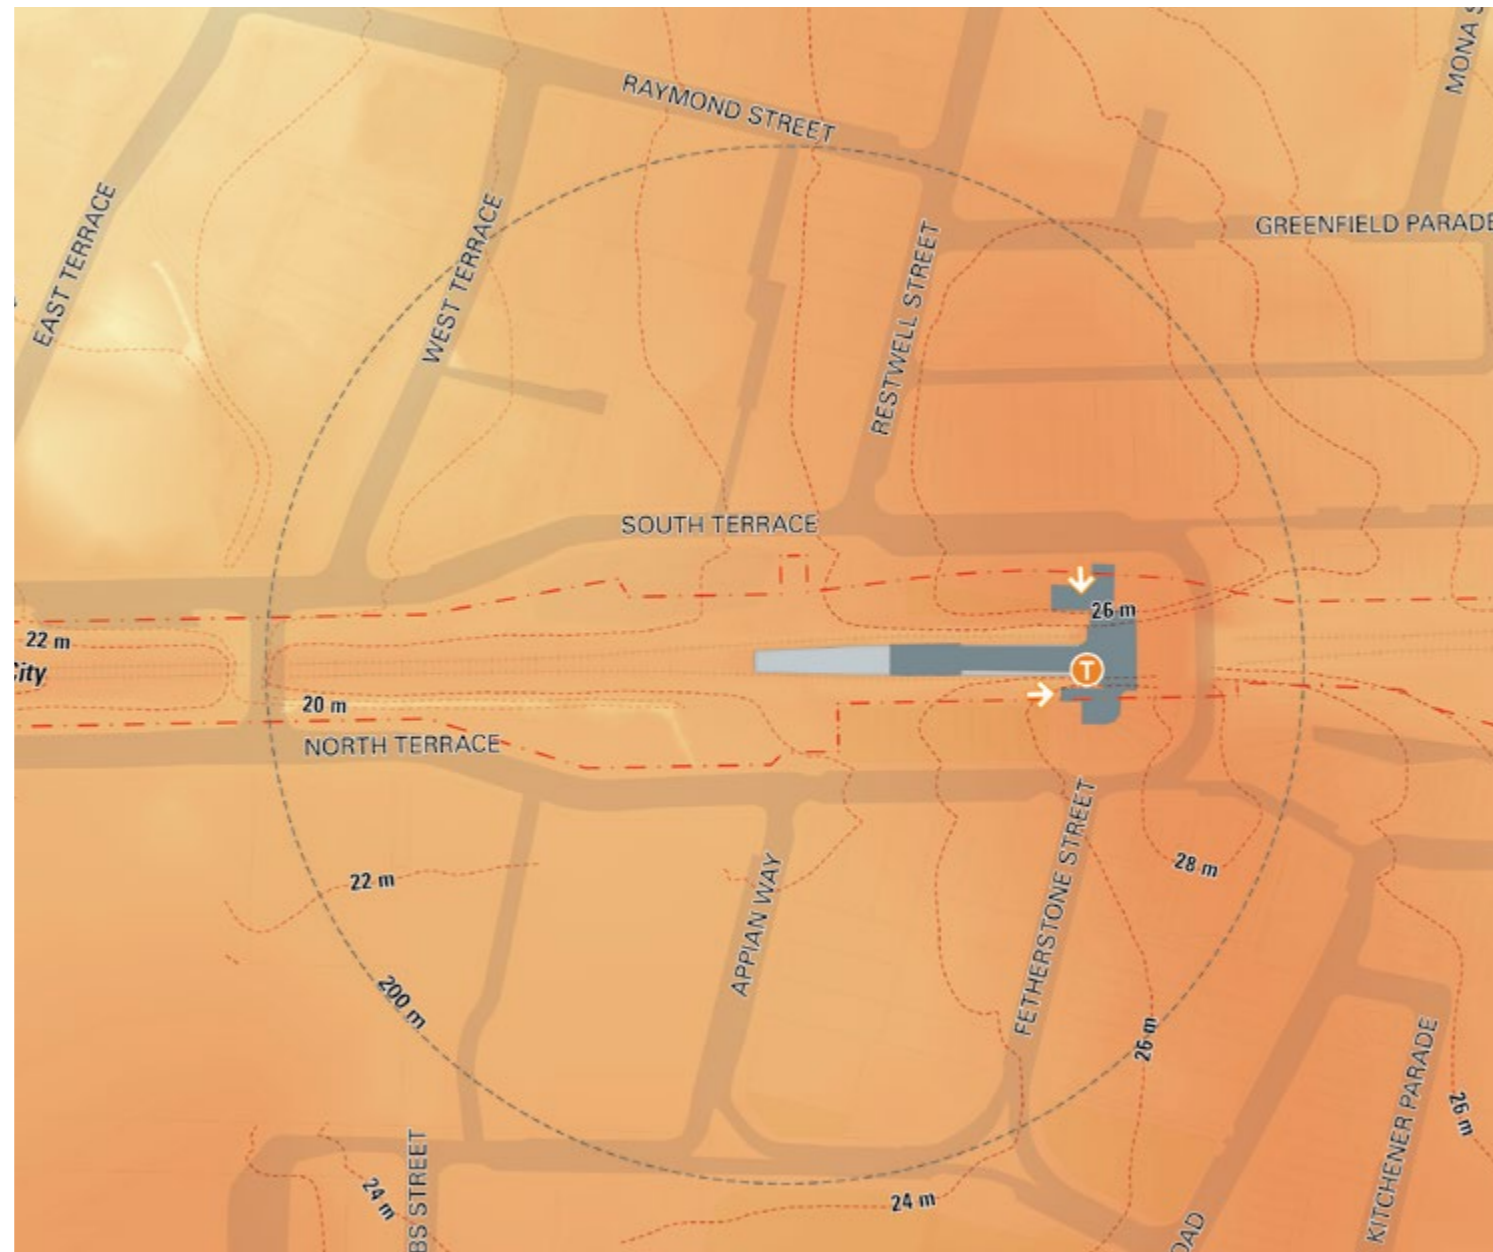 MONA S
RAYMOND STREET
EAST TERRACE
WEST TERRACE
RESTWELL STREET
GREENFIELD PARADE
SOUTH TERRACE
26 m
22 m
City
T
20 m
NORTH TERRACE
28 m
22 m
APPIAN WAY
FETHERSTONE STREET
200 m
26 m
26 m
KITCHENER PARADE
24 m
24 m
BS STREET
OAD